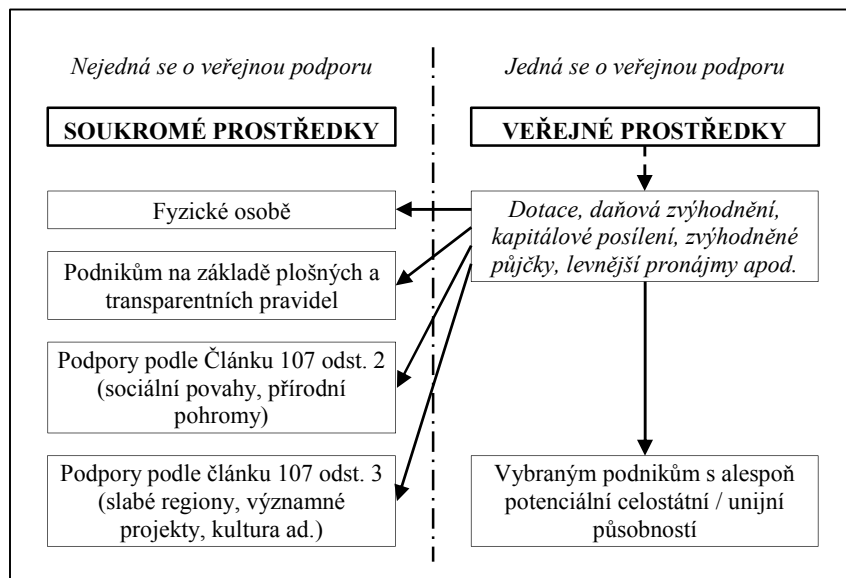 Nejedná se o veřejnou podporu
Jedná se o veřejnou podporu
SOUKROMÉ PROSTŘEDKY
VEŘEJNÉ PROSTŘEDKY
Fyzické osobě
Dotace, daňová zvýhodnění,
kapitálové posílení, zvýhodněné
půjčky, levnější pronájmy apod.
Podnikům na základě plošných a
transparentních pravidel
Podpory podle Článku 107 odst. 2
(sociální povahy, přírodní
pohromy)
Podpory podle článku 107 odst. 3
(slabé regiony, významné
projekty, kultura ad.)
Vybraným podnikům s alespoň
potenciální celostátní / unijní
působností